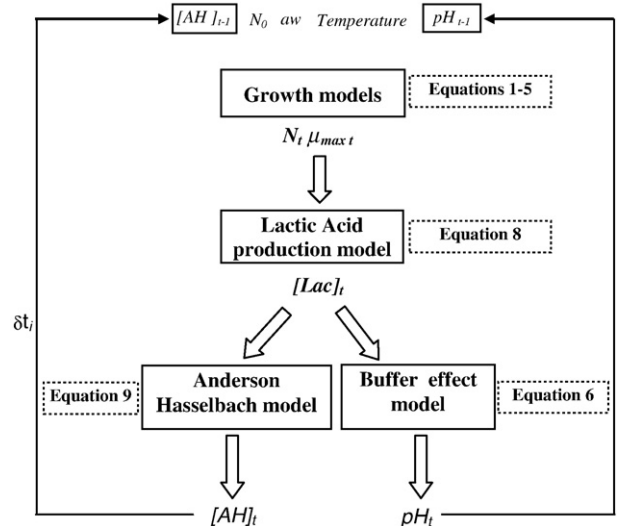 [AH]t-1 N0 aw Temperature pH t-1
Growth models
Equations 1-5
Nt μmax t
Lactic Acid
production model
Equation 8
[Lac]t
δti
Equation 9
Anderson
Hasselbach model
Buffer effect
model
Equation 6
[AH]t
pHt